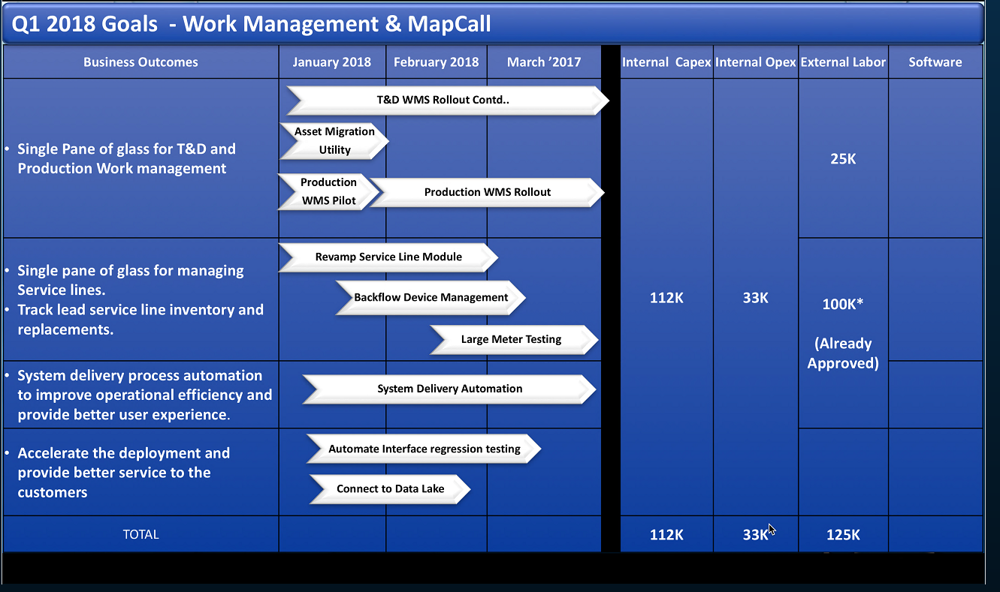 Q1 2018 Goals  - Work Management & MapCall
Business Outcomes
January 2018
February 2018
March ’2017
Internal  Capex
Internal Opex
External Labor
Software
• Single Pane of glass for T&D and
Production Work management
T&D WMS Rollout Contd..
Asset Migration
Utility
Production
WMS Pilot
Production WMS Rollout
25K
• Single pane of glass for managing
Service lines.
• Track lead service line inventory and
replacements.
Revamp Service Line Module
Backflow Device Management
Large Meter Testing
112K
33K
100K*
(Already
Approved)
• System delivery process automation
to improve operational efficiency and
provide better user experience.
System Delivery Automation
• Accelerate the deployment and
provide better service to the
customers
Automate Interface regression testing
Connect to Data Lake
TOTAL
112K
33K
125K